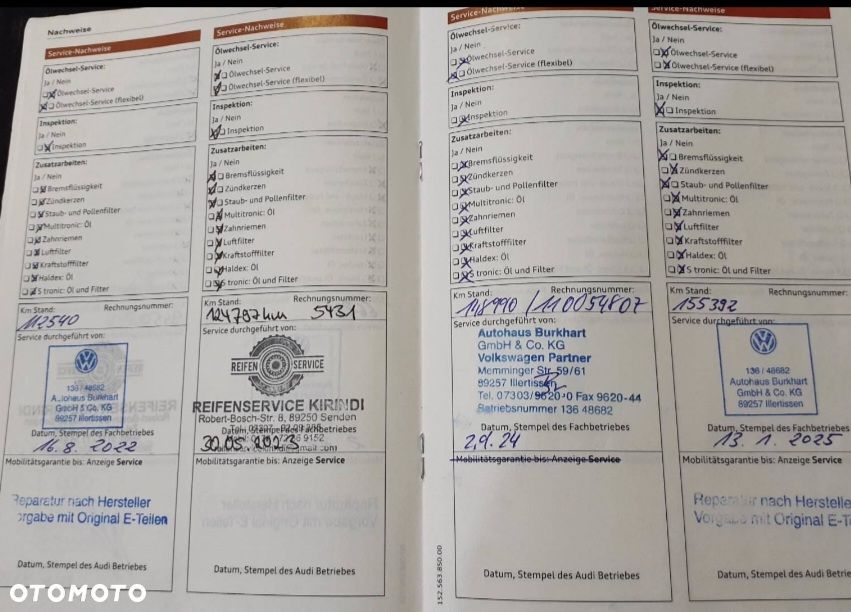 Nachweise
Service-Nachweise
Ölwechsel-Service:
Ja / Nein
Ölwechsel-Service
Ölwechsel-Service (flexibel)
Inspektion:
Ja / Nein
Inspektion
Zusatzarbeiten:
Ja / Nein
Bremsflüssigkeit
Zündkerzen
Staub- und Pollenfilter
Multitronic: Öl
Zahnriemen
Luftfilter
Kraftstofffilter
Haldex: Öl
S tronic: Öl und Filter
Km Stand: Rechnungsnummer:
112540
Service durchgeführt von:
136 / 48682
Autohaus Burkhart
GmbH & Co. KG
89257 Illertissen
Datum, Stempel des Fachbetriebes
16.8.2022
Mobilitätsgarantie bis: Anzeige Service
Reparatur nach Hersteller
vorgabe mit Original E-Teilen
Datum, Stempel des Audi Betriebes
Service-Nachweise
Ölwechsel-Service:
Ja / Nein
Ölwechsel-Service
Ölwechsel-Service (flexibel)
Inspektion:
Ja / Nein
Inspektion
Zusatzarbeiten:
Ja / Nein
Bremsflüssigkeit
Zündkerzen
Staub- und Pollenfilter
Multitronic: Öl
Zahnriemen
Luftfilter
Kraftstofffilter
Haldex: Öl
S tronic: Öl und Filter
Km Stand: Rechnungsnummer:
124797km 5431
Service durchgeführt von:
REIFEN SERVICE
REIFENSERVICE KIRINDI
Robert-Bosch-Str. 8, 89250 Senden
Datum, Stempel des Fachbetriebes
30.05.2023
Mobilitätsgarantie bis: Anzeige Service
Datum, Stempel des Audi Betriebes
Service-Nachweise
Ölwechsel-Service:
Ja / Nein
Ölwechsel-Service
Ölwechsel-Service (flexibel)
Inspektion:
Ja / Nein
Inspektion
Zusatzarbeiten:
Ja / Nein
Bremsflüssigkeit
Zündkerzen
Staub- und Pollenfilter
Multitronic: Öl
Zahnriemen
Luftfilter
Kraftstofffilter
Haldex: Öl
S tronic: Öl und Filter
Km Stand: Rechnungsnummer:
148990 / 110054807
Service durchgeführt von:
Autohaus Burkhart
GmbH & Co. KG
Volkswagen Partner
Memminger Str. 59/61
89257 Illertissen
Tel. 07303/9620-0 Fax 9620-44
Betriebsnummer 136 48682
Datum, Stempel des Fachbetriebes
2.9.24
Mobilitätsgarantie bis: Anzeige Service
Datum, Stempel des Audi Betriebes
152.563.850.00
Service-Nachweise
Ölwechsel-Service:
Ja / Nein
Ölwechsel-Service
Ölwechsel-Service (flexibel)
Inspektion:
Ja / Nein
Inspektion
Zusatzarbeiten:
Ja / Nein
Bremsflüssigkeit
Zündkerzen
Staub- und Pollenfilter
Multitronic: Öl
Zahnriemen
Luftfilter
Kraftstofffilter
Haldex: Öl
S tronic: Öl und Filter
Km Stand: Rechnungsnummer:
155392
Service durchgeführt von:
136 / 48682
Autohaus Burkhart
GmbH & Co. KG
89257 Illertissen
Datum, Stempel des Fachbetriebes
13.1.2025
Mobilitätsgarantie bis: Anzeige Service
Reparatur nach Herstelle
Vorgabe mit Original E-T
Datum, Stempel des Audi Betriebes
OTOMOTO